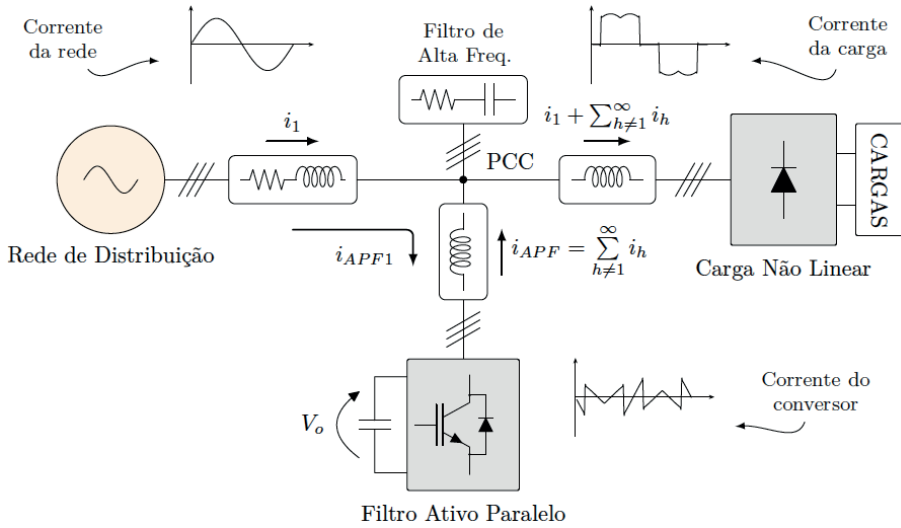 Corrente
da rede
Filtro de
Alta Freq.
Corrente
da carga
i_1
i_1 + \sum_{h \neq 1}^{\infty} i_h
PCC
CARGAS
Rede de Distribuição
i_{APF1}
i_{APF} = \sum_{h \neq 1}^{\infty} i_h
Carga Não Linear
V_o
Corrente do
conversor
Filtro Ativo Paralelo